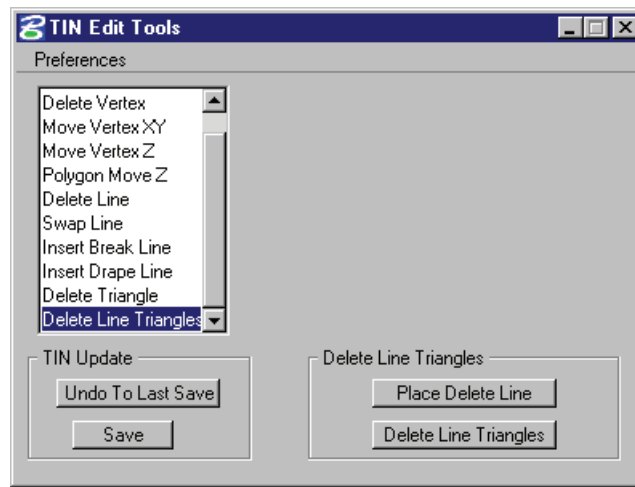 TIN Edit Tools
Preferences
Delete Vertex
Move Vertex XY
Move Vertex Z
Polygon Move Z
Delete Line
Swap Line
Insert Break Line
Insert Drape Line
Delete Triangle
Delete Line Triangles
TIN Update
Undo To Last Save
Save
Delete Line Triangles
Place Delete Line
Delete Line Triangles